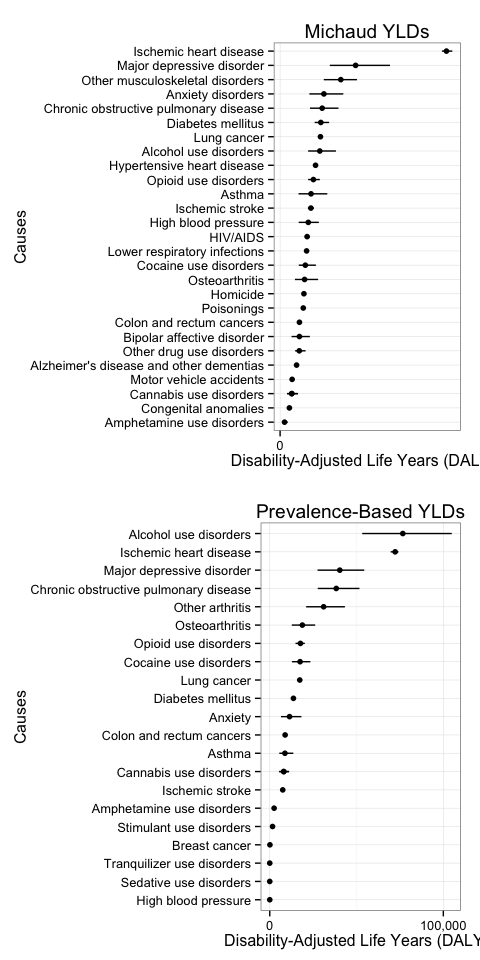 Michaud YLDs
Causes
Ischemic heart disease
Major depressive disorder
Other musculoskeletal disorders
Anxiety disorders
Chronic obstructive pulmonary disease
Diabetes mellitus
Lung cancer
Alcohol use disorders
Hypertensive heart disease
Opioid use disorders
Asthma
Ischemic stroke
High blood pressure
HIV/AIDS
Lower respiratory infections
Cocaine use disorders
Osteoarthritis
Homicide
Poisonings
Colon and rectum cancers
Bipolar affective disorder
Other drug use disorders
Alzheimer's disease and other dementias
Motor vehicle accidents
Cannabis use disorders
Congenital anomalies
Amphetamine use disorders
0
Disability-Adjusted Life Years (DAL
Prevalence-Based YLDs
Causes
Alcohol use disorders
Ischemic heart disease
Major depressive disorder
Chronic obstructive pulmonary disease
Other arthritis
Osteoarthritis
Opioid use disorders
Cocaine use disorders
Lung cancer
Diabetes mellitus
Anxiety
Colon and rectum cancers
Asthma
Cannabis use disorders
Ischemic stroke
Amphetamine use disorders
Stimulant use disorders
Breast cancer
Tranquilizer use disorders
Sedative use disorders
High blood pressure
0 100,000
Disability-Adjusted Life Years (DALY